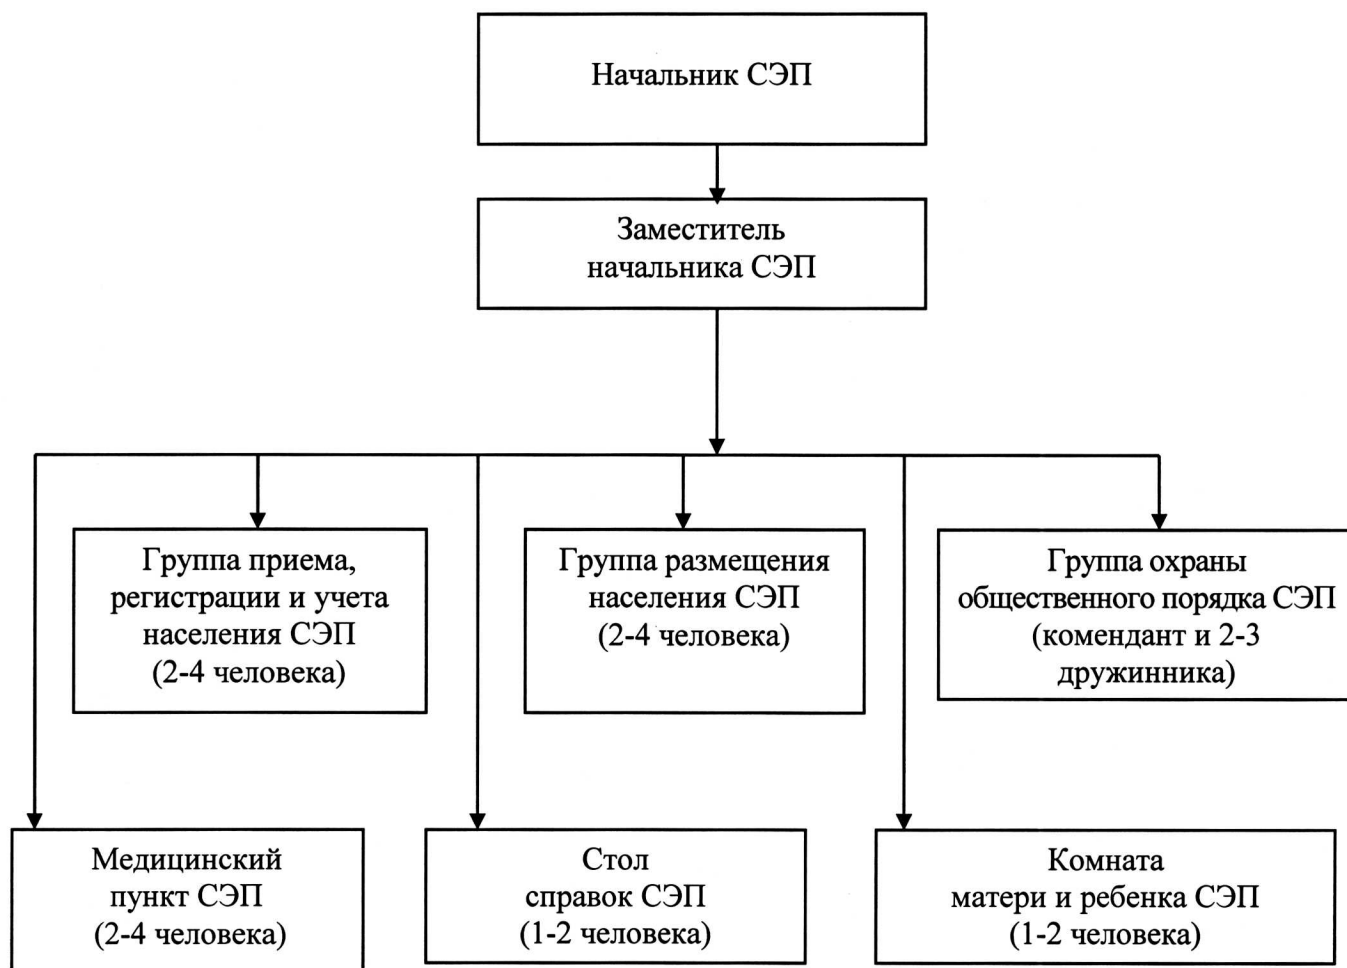 Начальник СЭП
Заместитель
начальника СЭП
Группа приема,
регистрации и учета
населения СЭП
(2-4 человека)
Группа размещения
населения СЭП
(2-4 человека)
Группа охраны
общественного порядка СЭП
(комендант и 2-3
дружинника)
Медицинский
пункт СЭП
(2-4 человека)
Стол
справок СЭП
(1-2 человека)
Комната
матери и ребенка СЭП
(1-2 человека)